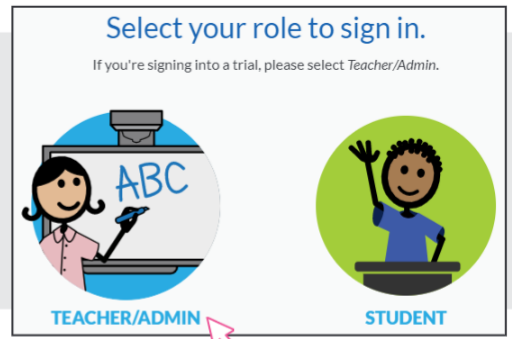 Select your role to sign in.
If you're signing into a trial, please select Teacher/Admin.
ABC
TEACHER/ADMIN
STUDENT